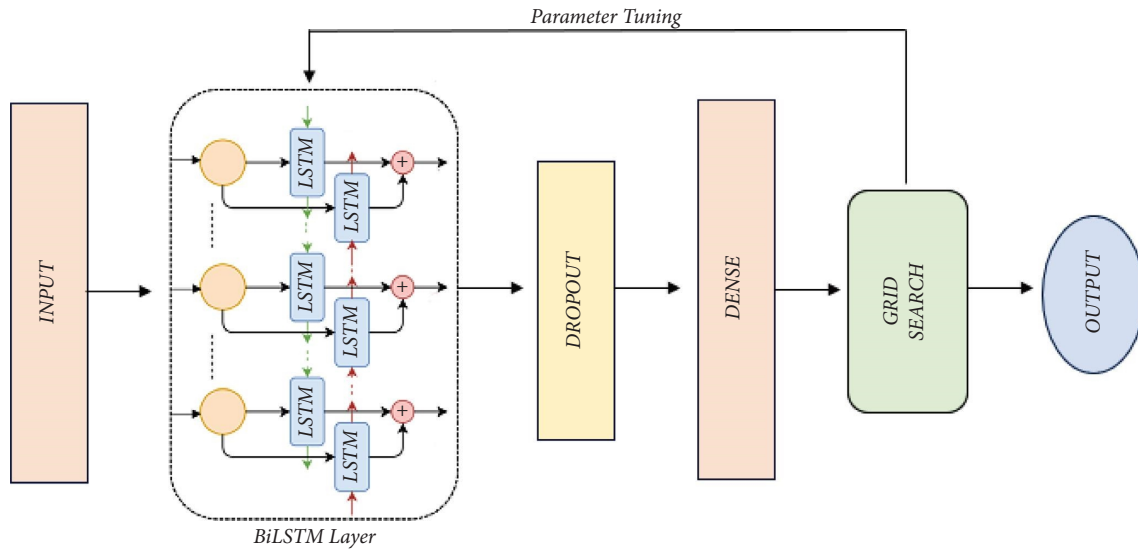 Parameter Tuning
INPUT
LSTM
+
LSTM
LSTM
+
LSTM
LSTM
+
LSTM
BiLSTM Layer
DROPOUT
DENSE
GRID
SEARCH
OUTPUT